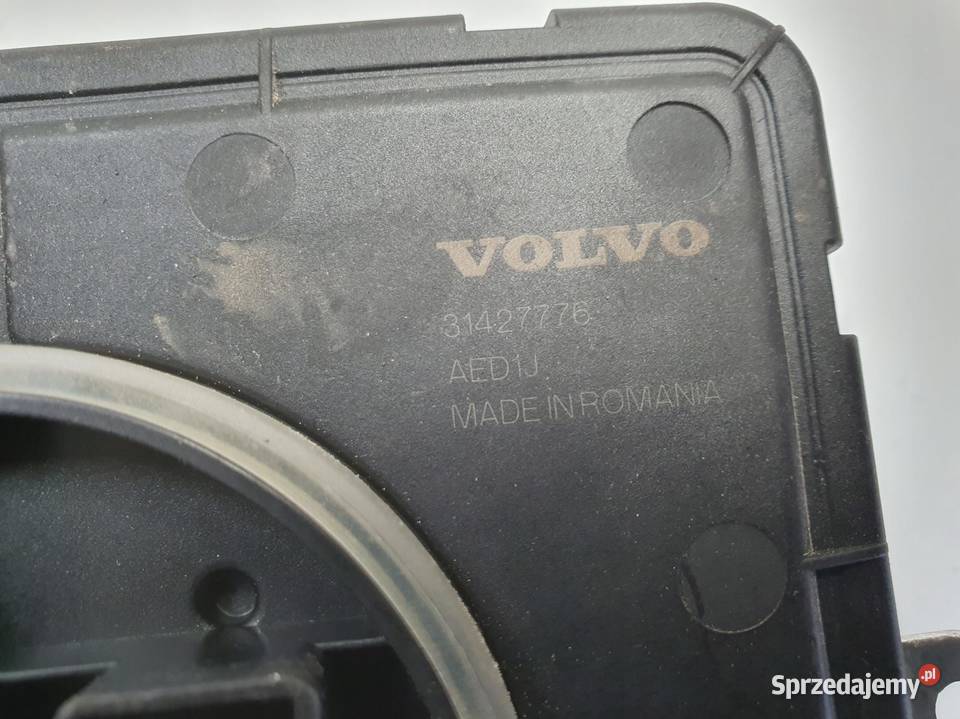 VOLVO
31427776
AED1J
MADE IN ROMANIA
Sprzedajemy.pl